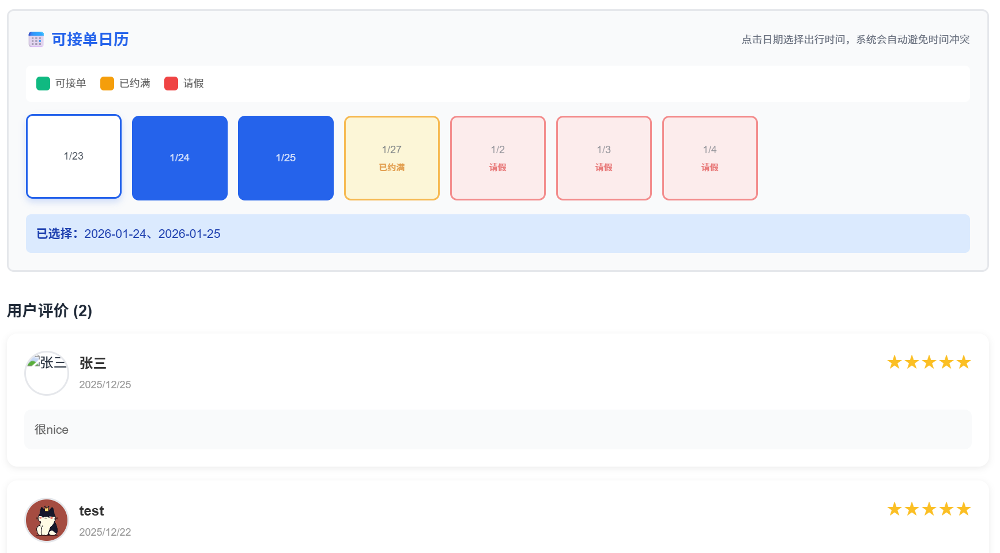 可接单日历
点击日期选择出行时间，系统会自动避免时间冲突
可接单 已约满 请假
1/23 1/24 1/25 1/27 1/2 1/3 1/4
已约满 请假 请假 请假
已选择：2026-01-24、2026-01-25
用户评价 (2)
张三 张三
2025/12/25
很nice
test
2025/12/22